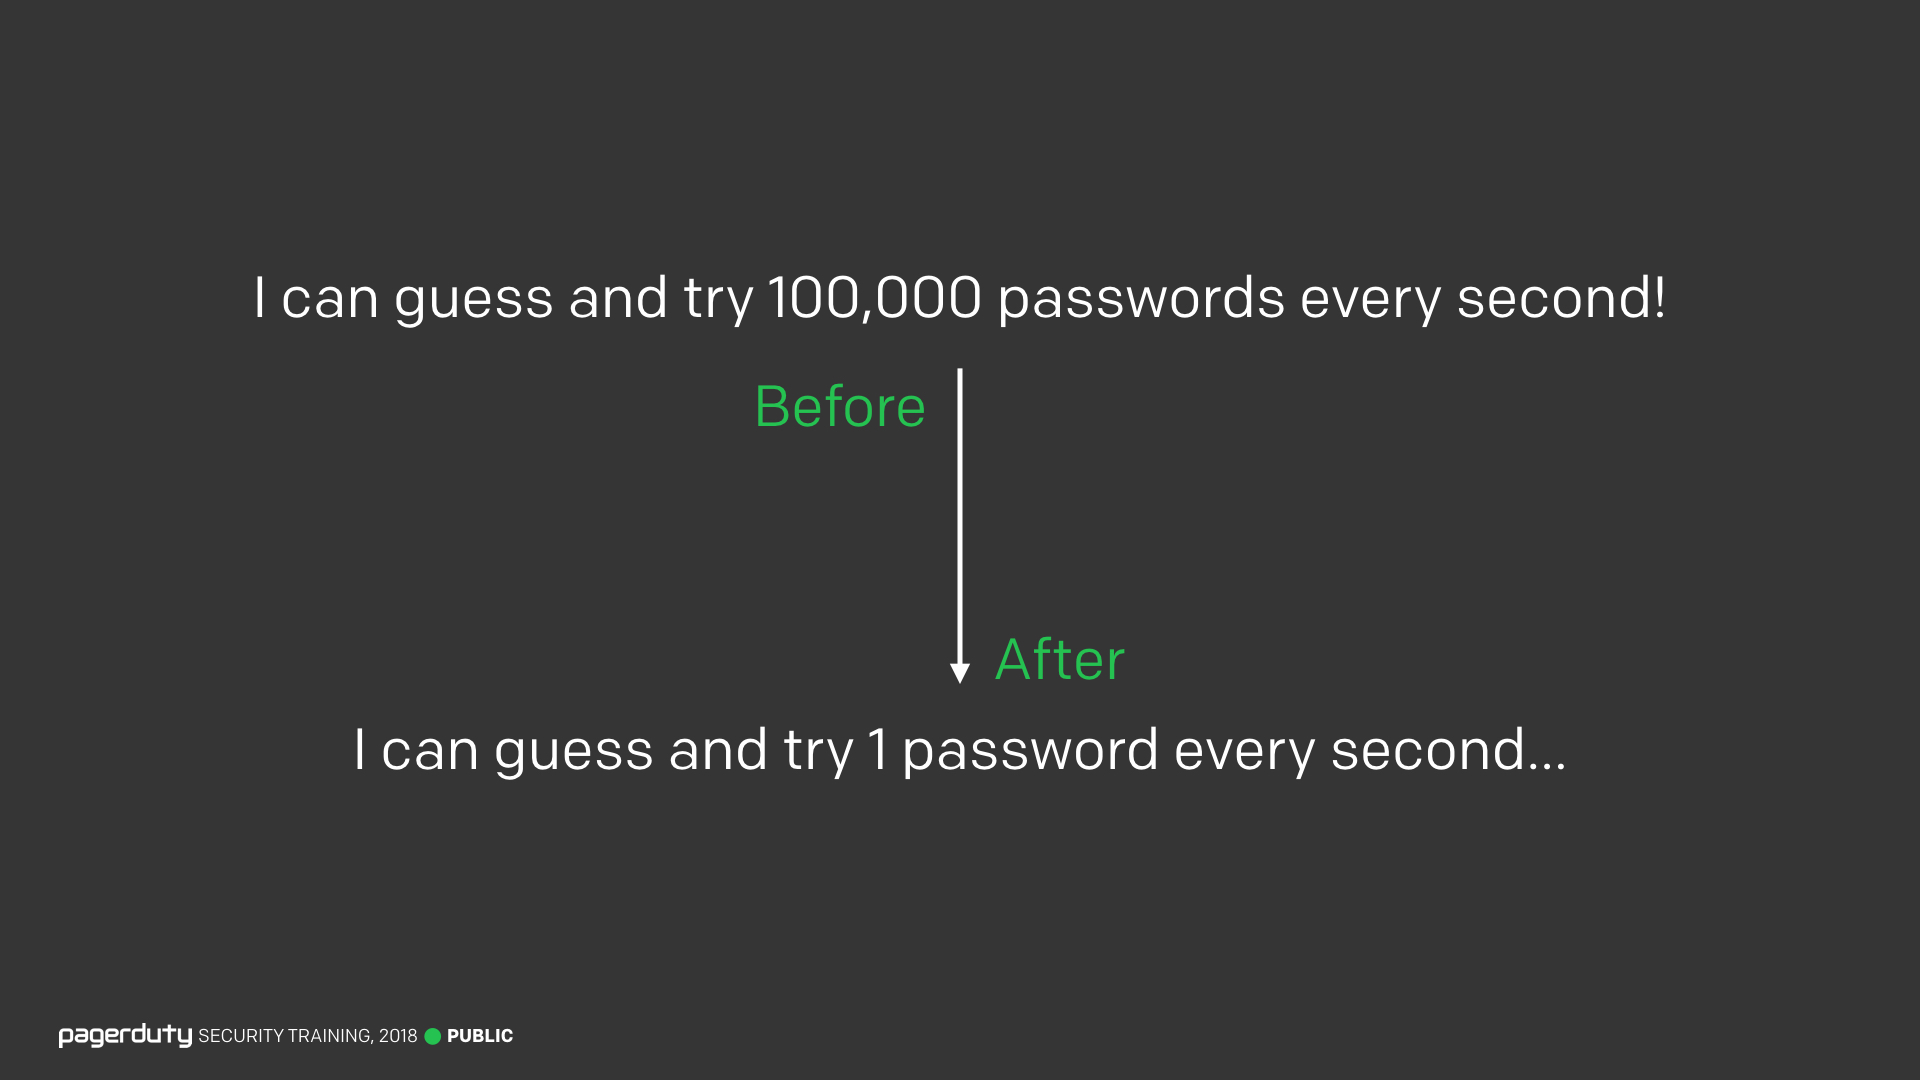 I can guess and try 100,000 passwords every second!
Before
After
I can guess and try 1 password every second...
pagerduty SECURITY TRAINING, 2018 PUBLIC